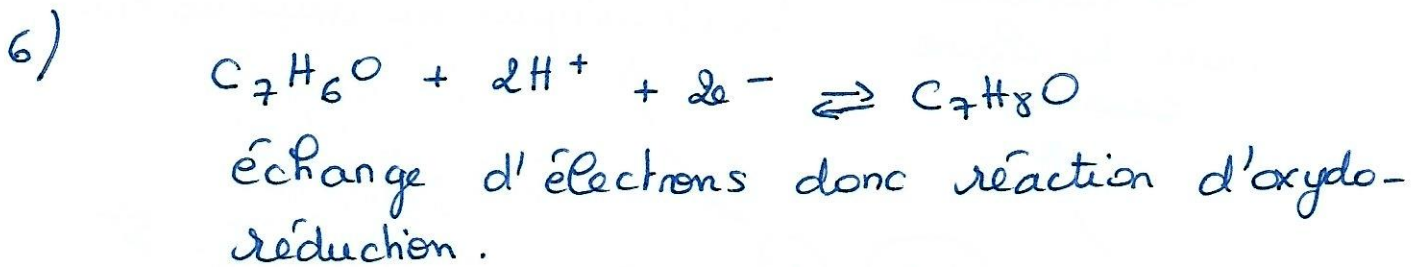 6) C₇H₆O + 2H⁺ + 2e⁻ ⇄ C₇H₈O
échange d'électrons donc réaction d'oxydo-
réduction.